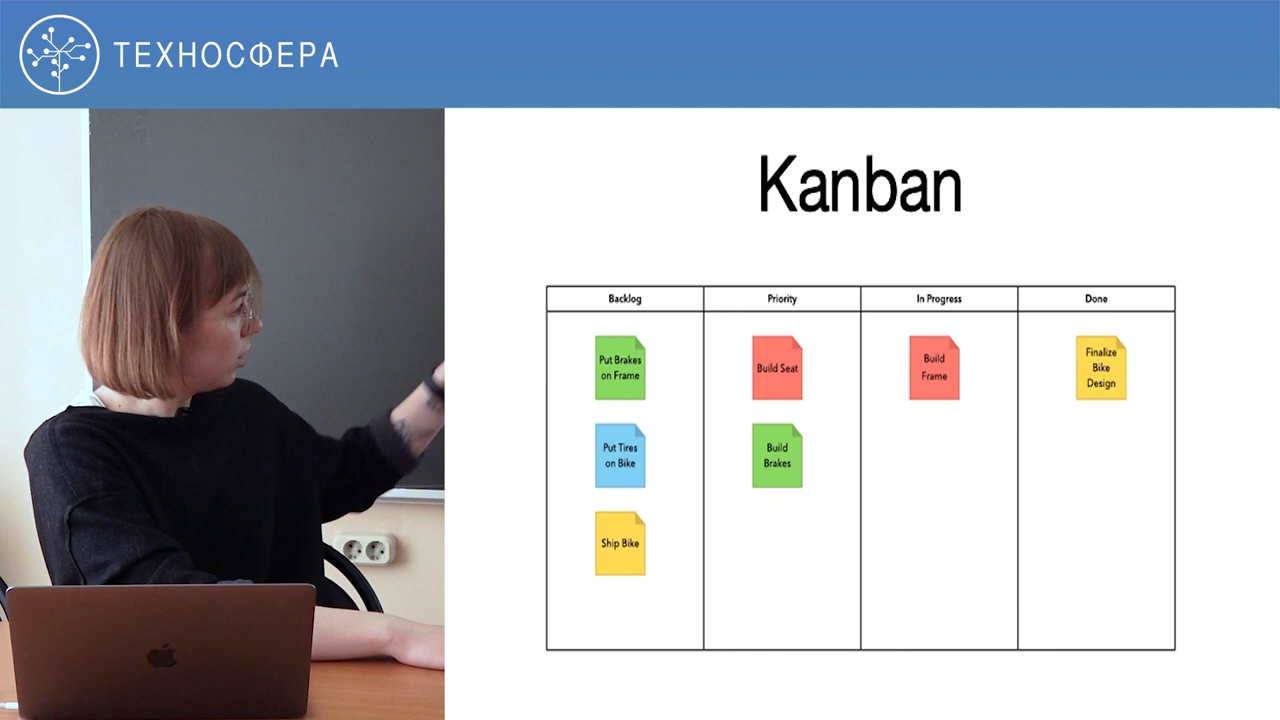 ТЕХНОСФЕРА
Kanban
Backlog
Priority
In Progress
Done
Put Brakes
on Frame
Build Seat
Build
Frame
Finalize
Bike
Design
Put Tires
on Bike
Build
Brakes
Ship Bike